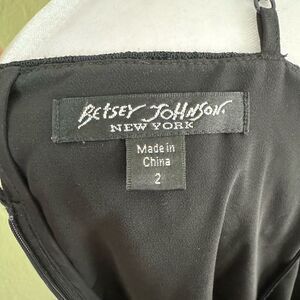 BETSEY JOHNSON.
NEW YORK
Made in
China
2